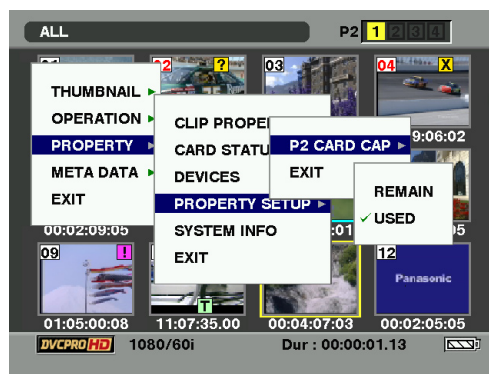 ALL
P2 1 2 3 4
02 ? 03 04 X
THUMBNAIL
OPERATION
PROPERTY
META DATA
EXIT
CLIP PROPE
CARD STATU
DEVICES
PROPERTY SETUP
SYSTEM INFO
EXIT
P2 CARD CAP
EXIT
REMAIN
✓ USED
9:06:02
00:02:09:05
:01
05
09 ! 12
T
Panasonic
01:05:00:08 11:07:35.00 00:04:07:03 00:02:05:05
DVCPRO HD 1080/60i Dur : 00:00:01.13